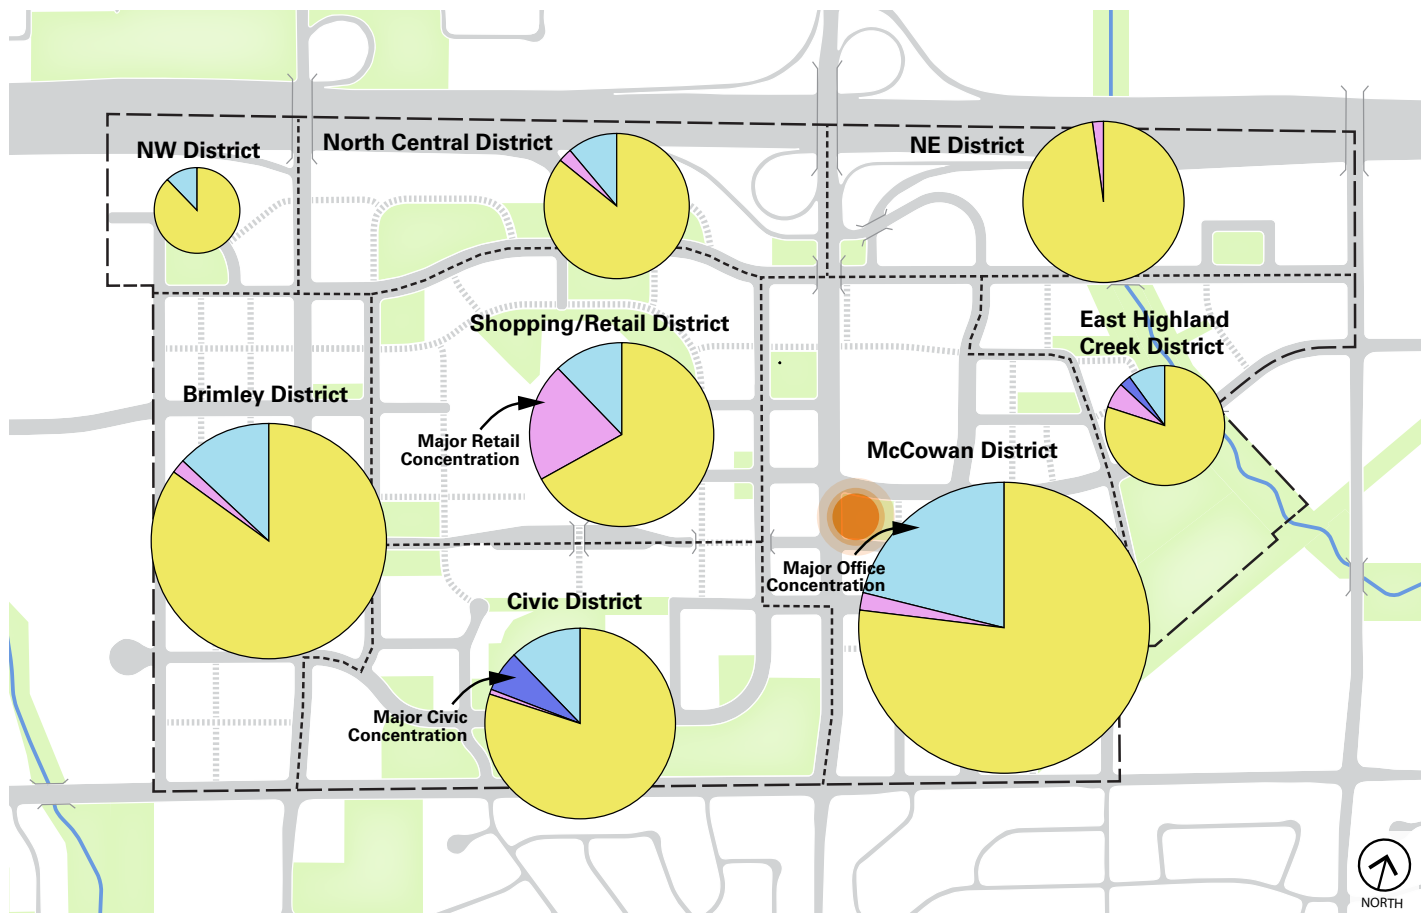 NW District
North Central District
NE District
Shopping/Retail District
East Highland
Creek District
Brimley District
Major Retail
Concentration
McCowan District
Major Office
Concentration
Civic District
Major Civic
Concentration
NORTH